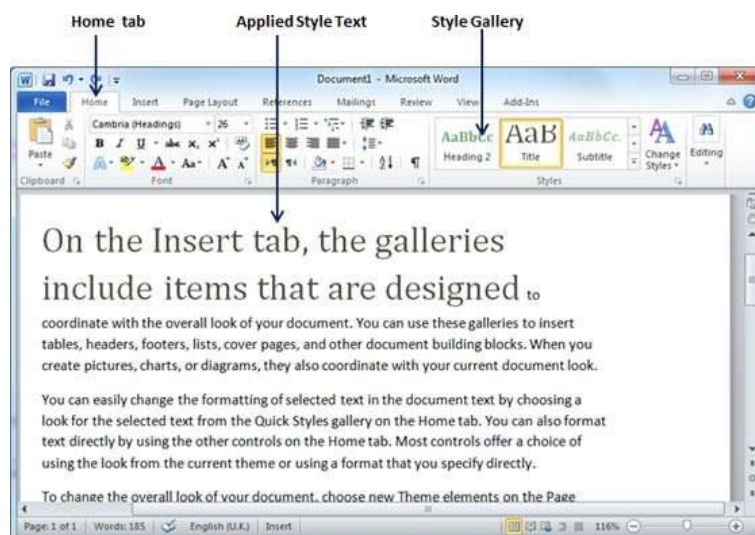 Home tab Applied Style Text Style Gallery
Document1 - Microsoft Word
File Home Insert Page Layout References Mailings Review View Add-Ins
Cambria (Headings) 26
AaBbCc AaB AaBbCc.
Paste B I U abc x, x² Heading 2 Title Subtitle Change Styles Editing
A ab A Aa A A
Clipboard Font Paragraph Styles
On the Insert tab, the galleries
include items that are designed to
coordinate with the overall look of your document. You can use these galleries to insert
tables, headers, footers, lists, cover pages, and other document building blocks. When you
create pictures, charts, or diagrams, they also coordinate with your current document look.
You can easily change the formatting of selected text in the document text by choosing a
look for the selected text from the Quick Styles gallery on the Home tab. You can also format
text directly by using the other controls on the Home tab. Most controls offer a choice of
using the look from the current theme or using a format that you specify directly.
To change the overall look of your document, choose new Theme elements on the Page
Page: 1 of 1 Words: 185 English (U.K.) Insert 116%